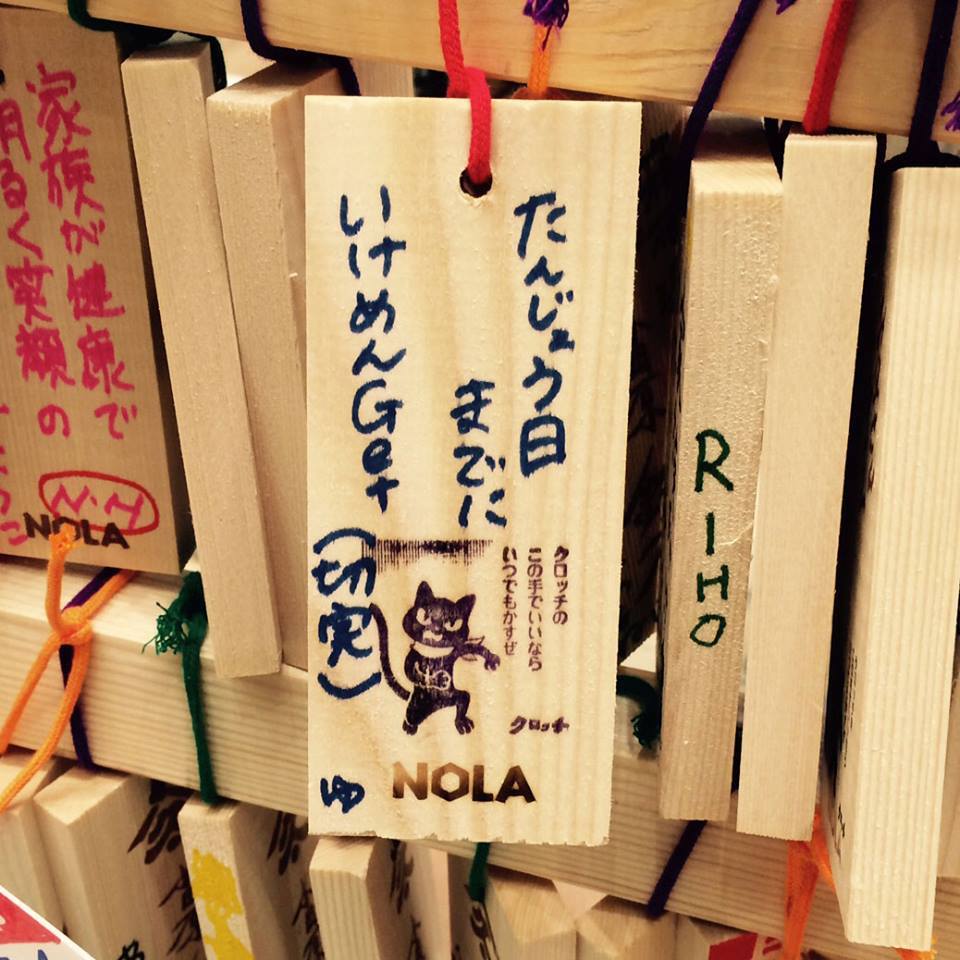 たんじょう日
までに
いけめんGet
(切実)
ゆ
クロッチの
この手でいいなら
いつでもかすぜ
クロッチ
NOLA
家族が健康で
明るく笑顔の
N.N
NOLA
RIHO